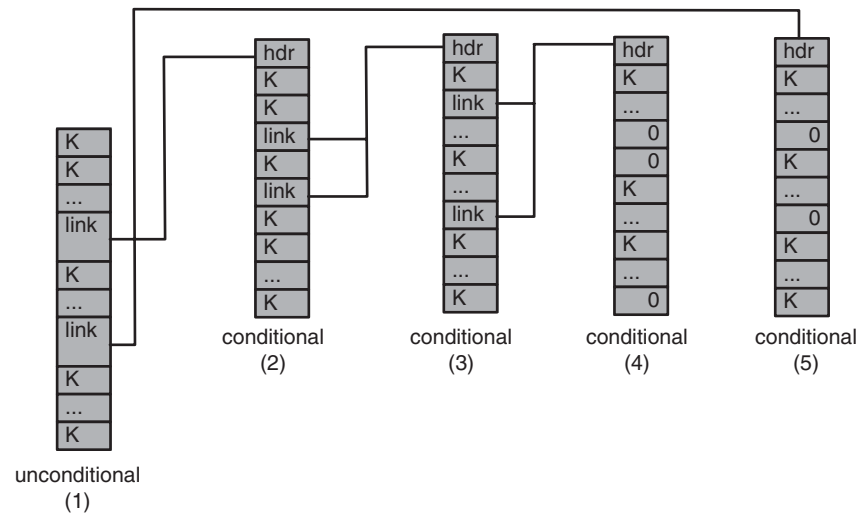 K
K
...
link
K
...
link
K
...
K
unconditional
(1)
hdr
K
K
link
K
link
K
K
...
K
conditional
(2)
hdr
K
link
...
K
...
link
K
...
K
conditional
(3)
hdr
K
...
0
0
K
...
K
...
0
conditional
(4)
hdr
K
...
0
K
...
0
K
...
K
conditional
(5)